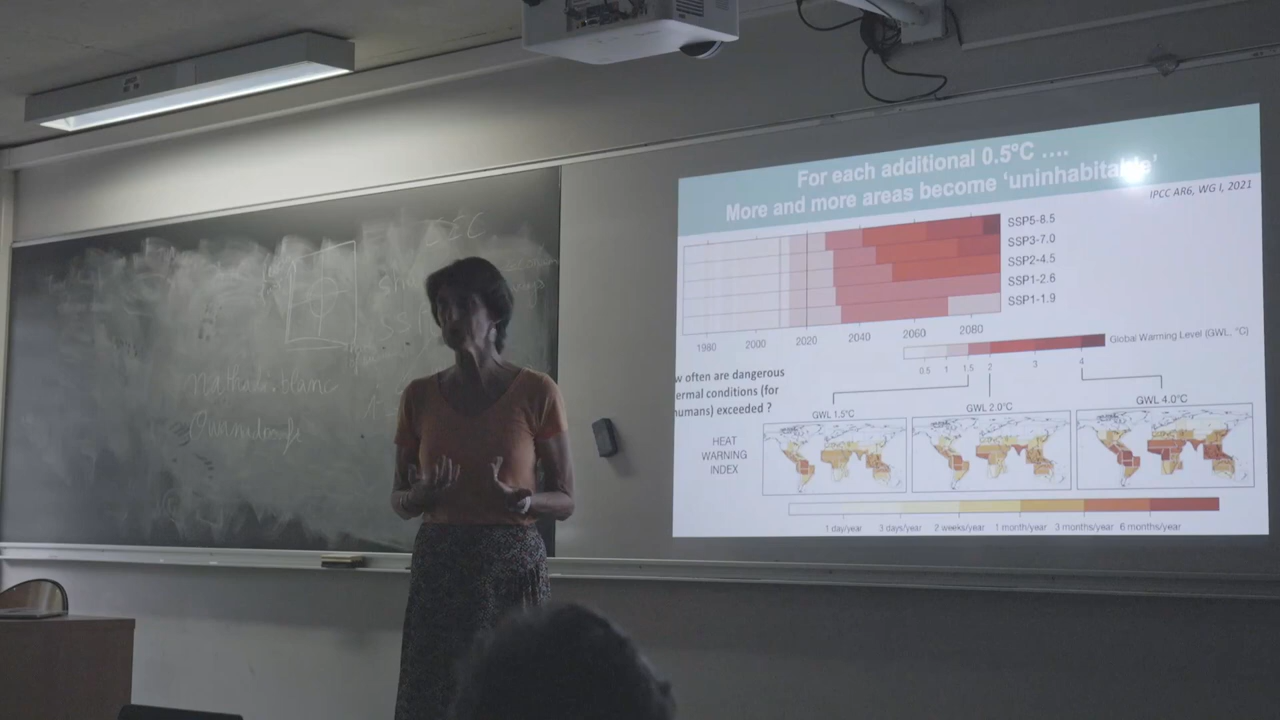 For each additional 0.5°C ....
More and more areas become ‘uninhabitable’
IPCC AR6, WG I, 2021
SSP5-8.5
SSP3-7.0
SSP2-4.5
SSP1-2.6
SSP1-1.9
1980 2000 2020 2040 2060 2080
Global Warming Level (GWL, °C)
0.5 1 1.5 2 3 4
w often are dangerous
ermal conditions (for
humans) exceeded ?
GWL 1.5°C GWL 2.0°C GWL 4.0°C
HEAT
WARNING
INDEX
1 day/year 3 days/year 2 weeks/year 1 month/year 3 months/year 6 months/year